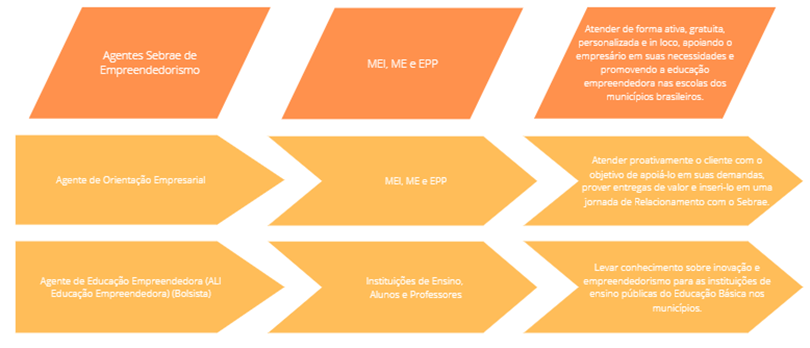 Agentes Sebrae de
Empreendedorismo
MEI, ME e EPP
Atender de forma ativa, gratuita,
personalizada e in loco, apoiando o
empresário em suas necessidades e
promovendo a educação
empreendedora nas escolas dos
municípios brasileiros.
Agente de Orientação Empresarial
MEI, ME e EPP
Atender proativamente o cliente com o
objetivo de apoiá-lo em suas demandas,
prover entregas de valor e inseri-lo em uma
jornada de Relacionamento com o Sebrae.
Agente de Educação Empreendedora (ALI
Educação Empreendedora) (Bolsista)
Instituições de Ensino,
Alunos e Professores
Levar conhecimento sobre inovação e
empreendedorismo para as instituições de
ensino públicas do Educação Básica nos
municípios.